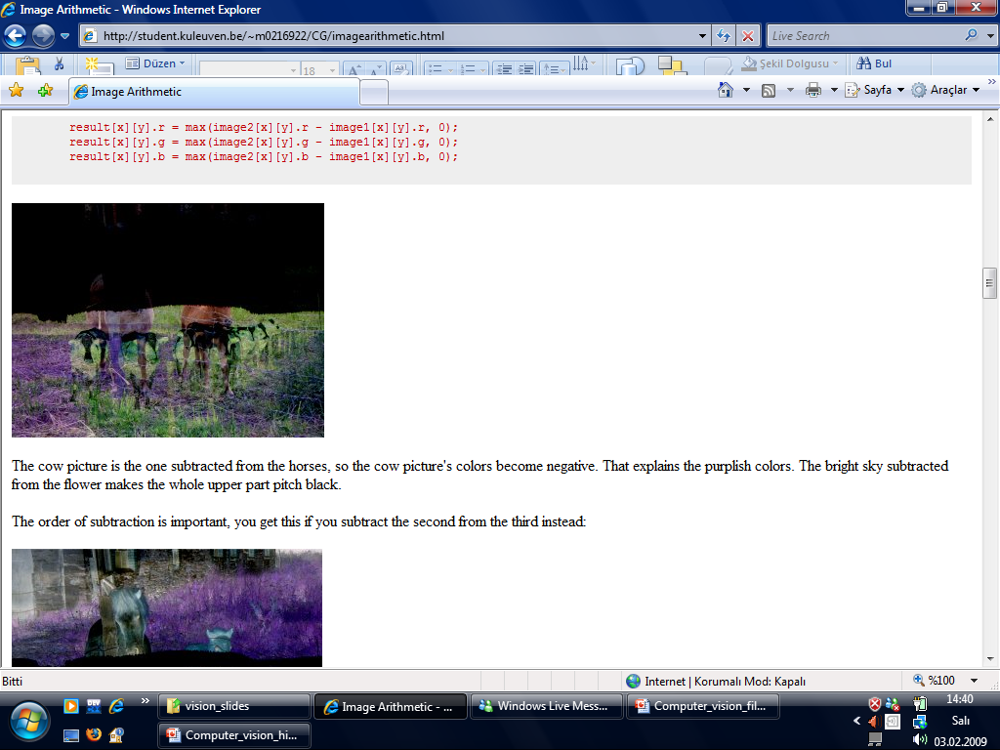 Image Arithmetic - Windows Internet Explorer
http://student.kuleuven.be/~m0216922/CG/imagearithmetic.html
Live Search
Düzen
18
Şekil Dolgusu
Bul
Image Arithmetic
Sayfa
Araçlar
result[x][y].r = max(image2[x][y].r - image1[x][y].r, 0);
result[x][y].g = max(image2[x][y].g - image1[x][y].g, 0);
result[x][y].b = max(image2[x][y].b - image1[x][y].b, 0);
The cow picture is the one subtracted from the horses, so the cow picture's colors become negative. That explains the purplish colors. The bright sky subtracted
from the flower makes the whole upper part pitch black.
The order of subtraction is important, you get this if you subtract the second from the third instead:
Bitti
Internet | Korumalı Mod: Kapalı
%100
vision_slides
Image Arithmetic - ...
Windows Live Mess...
Computer_vision_fil...
14:40
Salı
Computer_vision_hi...
03.02.2009